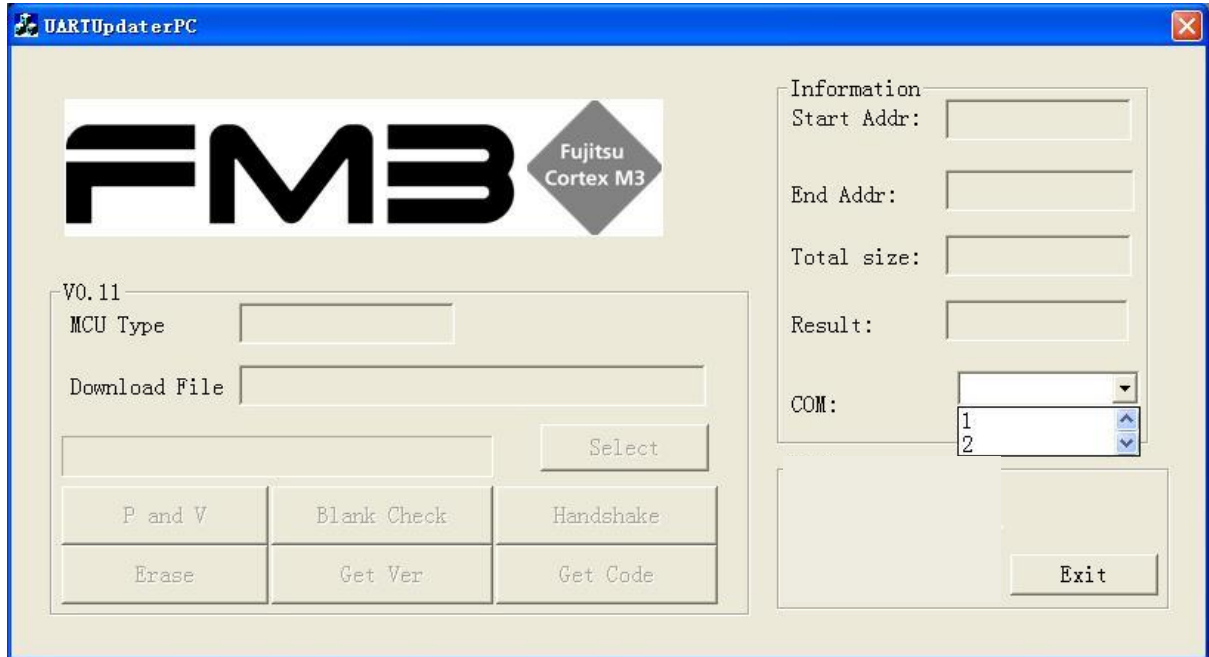 UARTUpdaterPC
FM3
Fujitsu
Cortex M3
V0.11
MCU Type
Download File
Select
P and V
Blank Check
Handshake
Erase
Get Ver
Get Code
Information
Start Addr:
End Addr:
Total size:
Result:
COM:
1
2
Exit